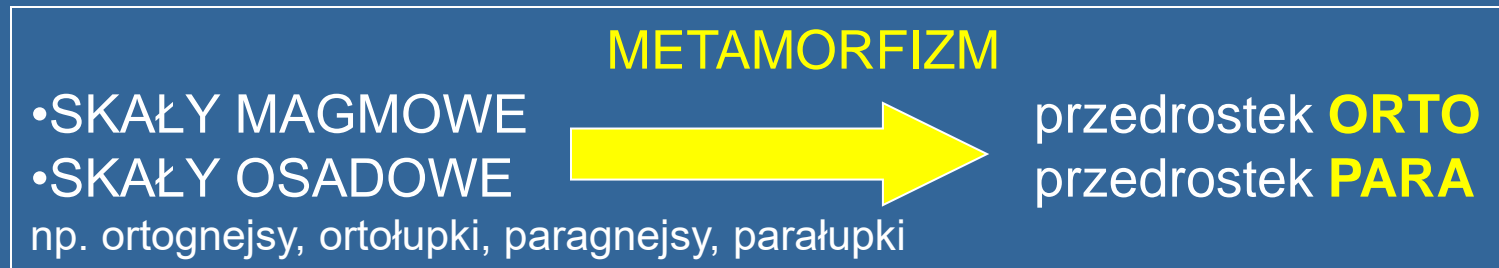 METAMORFIZM
•SKAŁY MAGMOWE przedrostek ORTO
•SKAŁY OSADOWE przedrostek PARA
np. ortognejsy, ortołupki, paragnejsy, parałupki